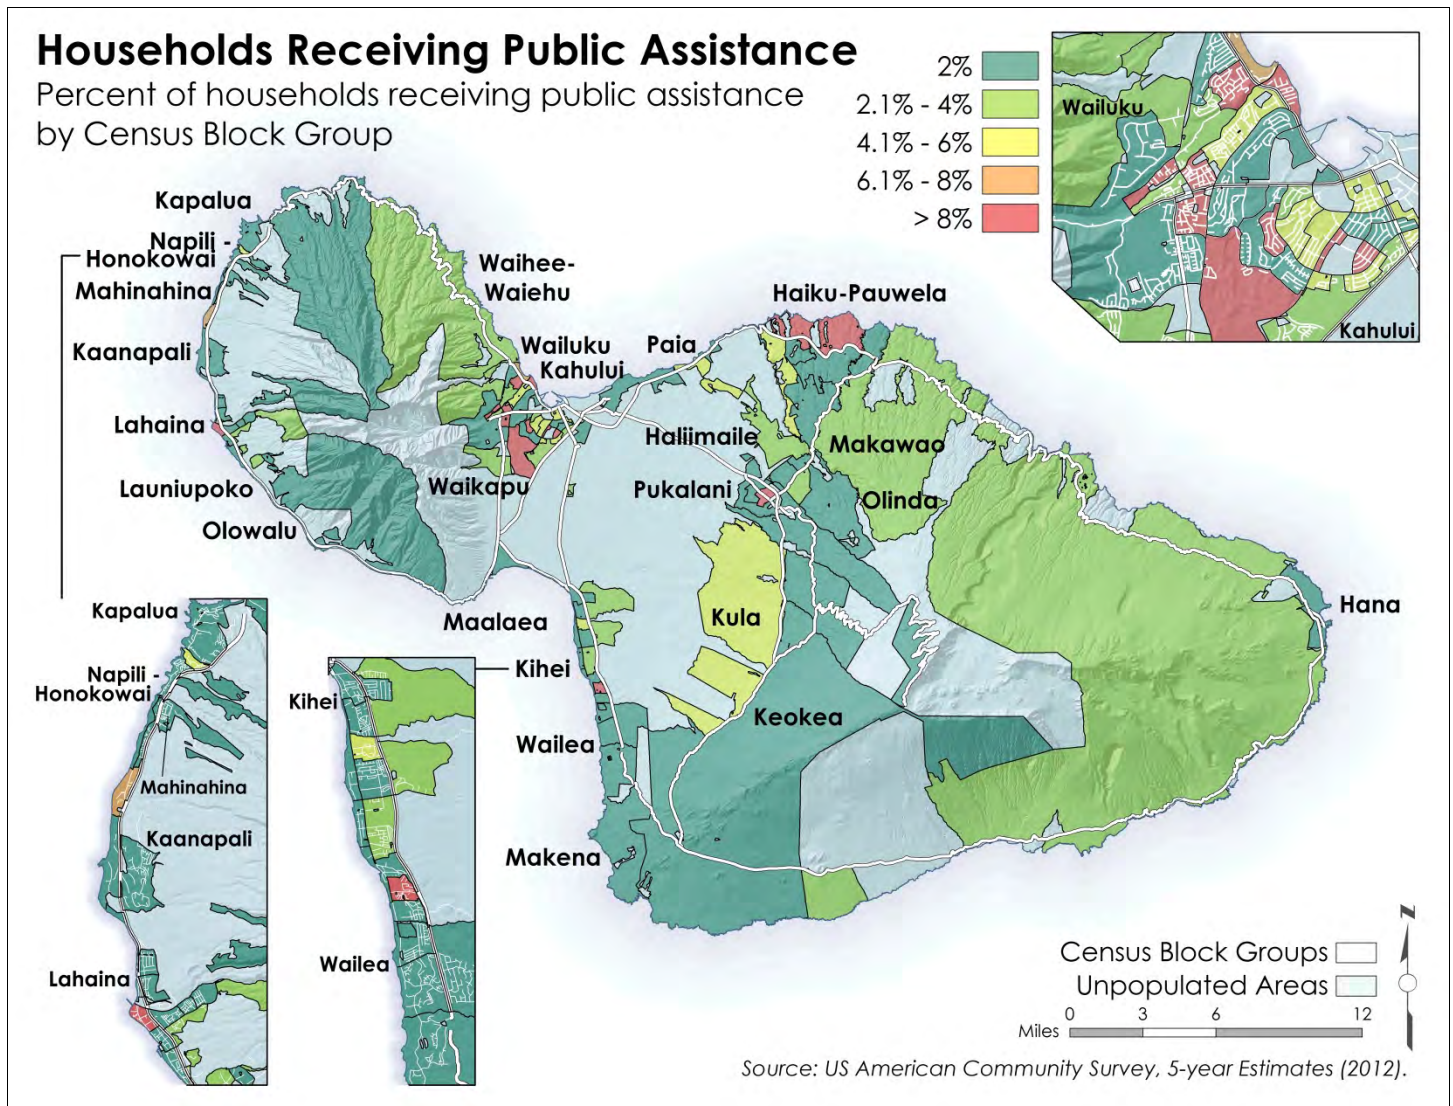 Households Receiving Public Assistance
Percent of households receiving public assistance
by Census Block Group
2%
2.1% - 4%
4.1% - 6%
6.1% - 8%
> 8%
Wailuku
Kahului
Kapalua
Napili -
Honokowai
Mahinahina
Kaanapali
Lahaina
Launiupoko
Olowalu
Waihee-
Waiehu
Wailuku
Kahului
Waikapu
Maalaea
Paia
Haiku-Pauwela
Haliimaile
Makawao
Pukalani
Olinda
Kula
Keokea
Hana
Kihei
Wailea
Makena
Kapalua
Napili -
Honokowai
Mahinahina
Kaanapali
Lahaina
Kihei
Wailea
Census Block Groups
Unpopulated Areas
0 3 6 12
Miles
N
Source: US American Community Survey, 5-year Estimates (2012).